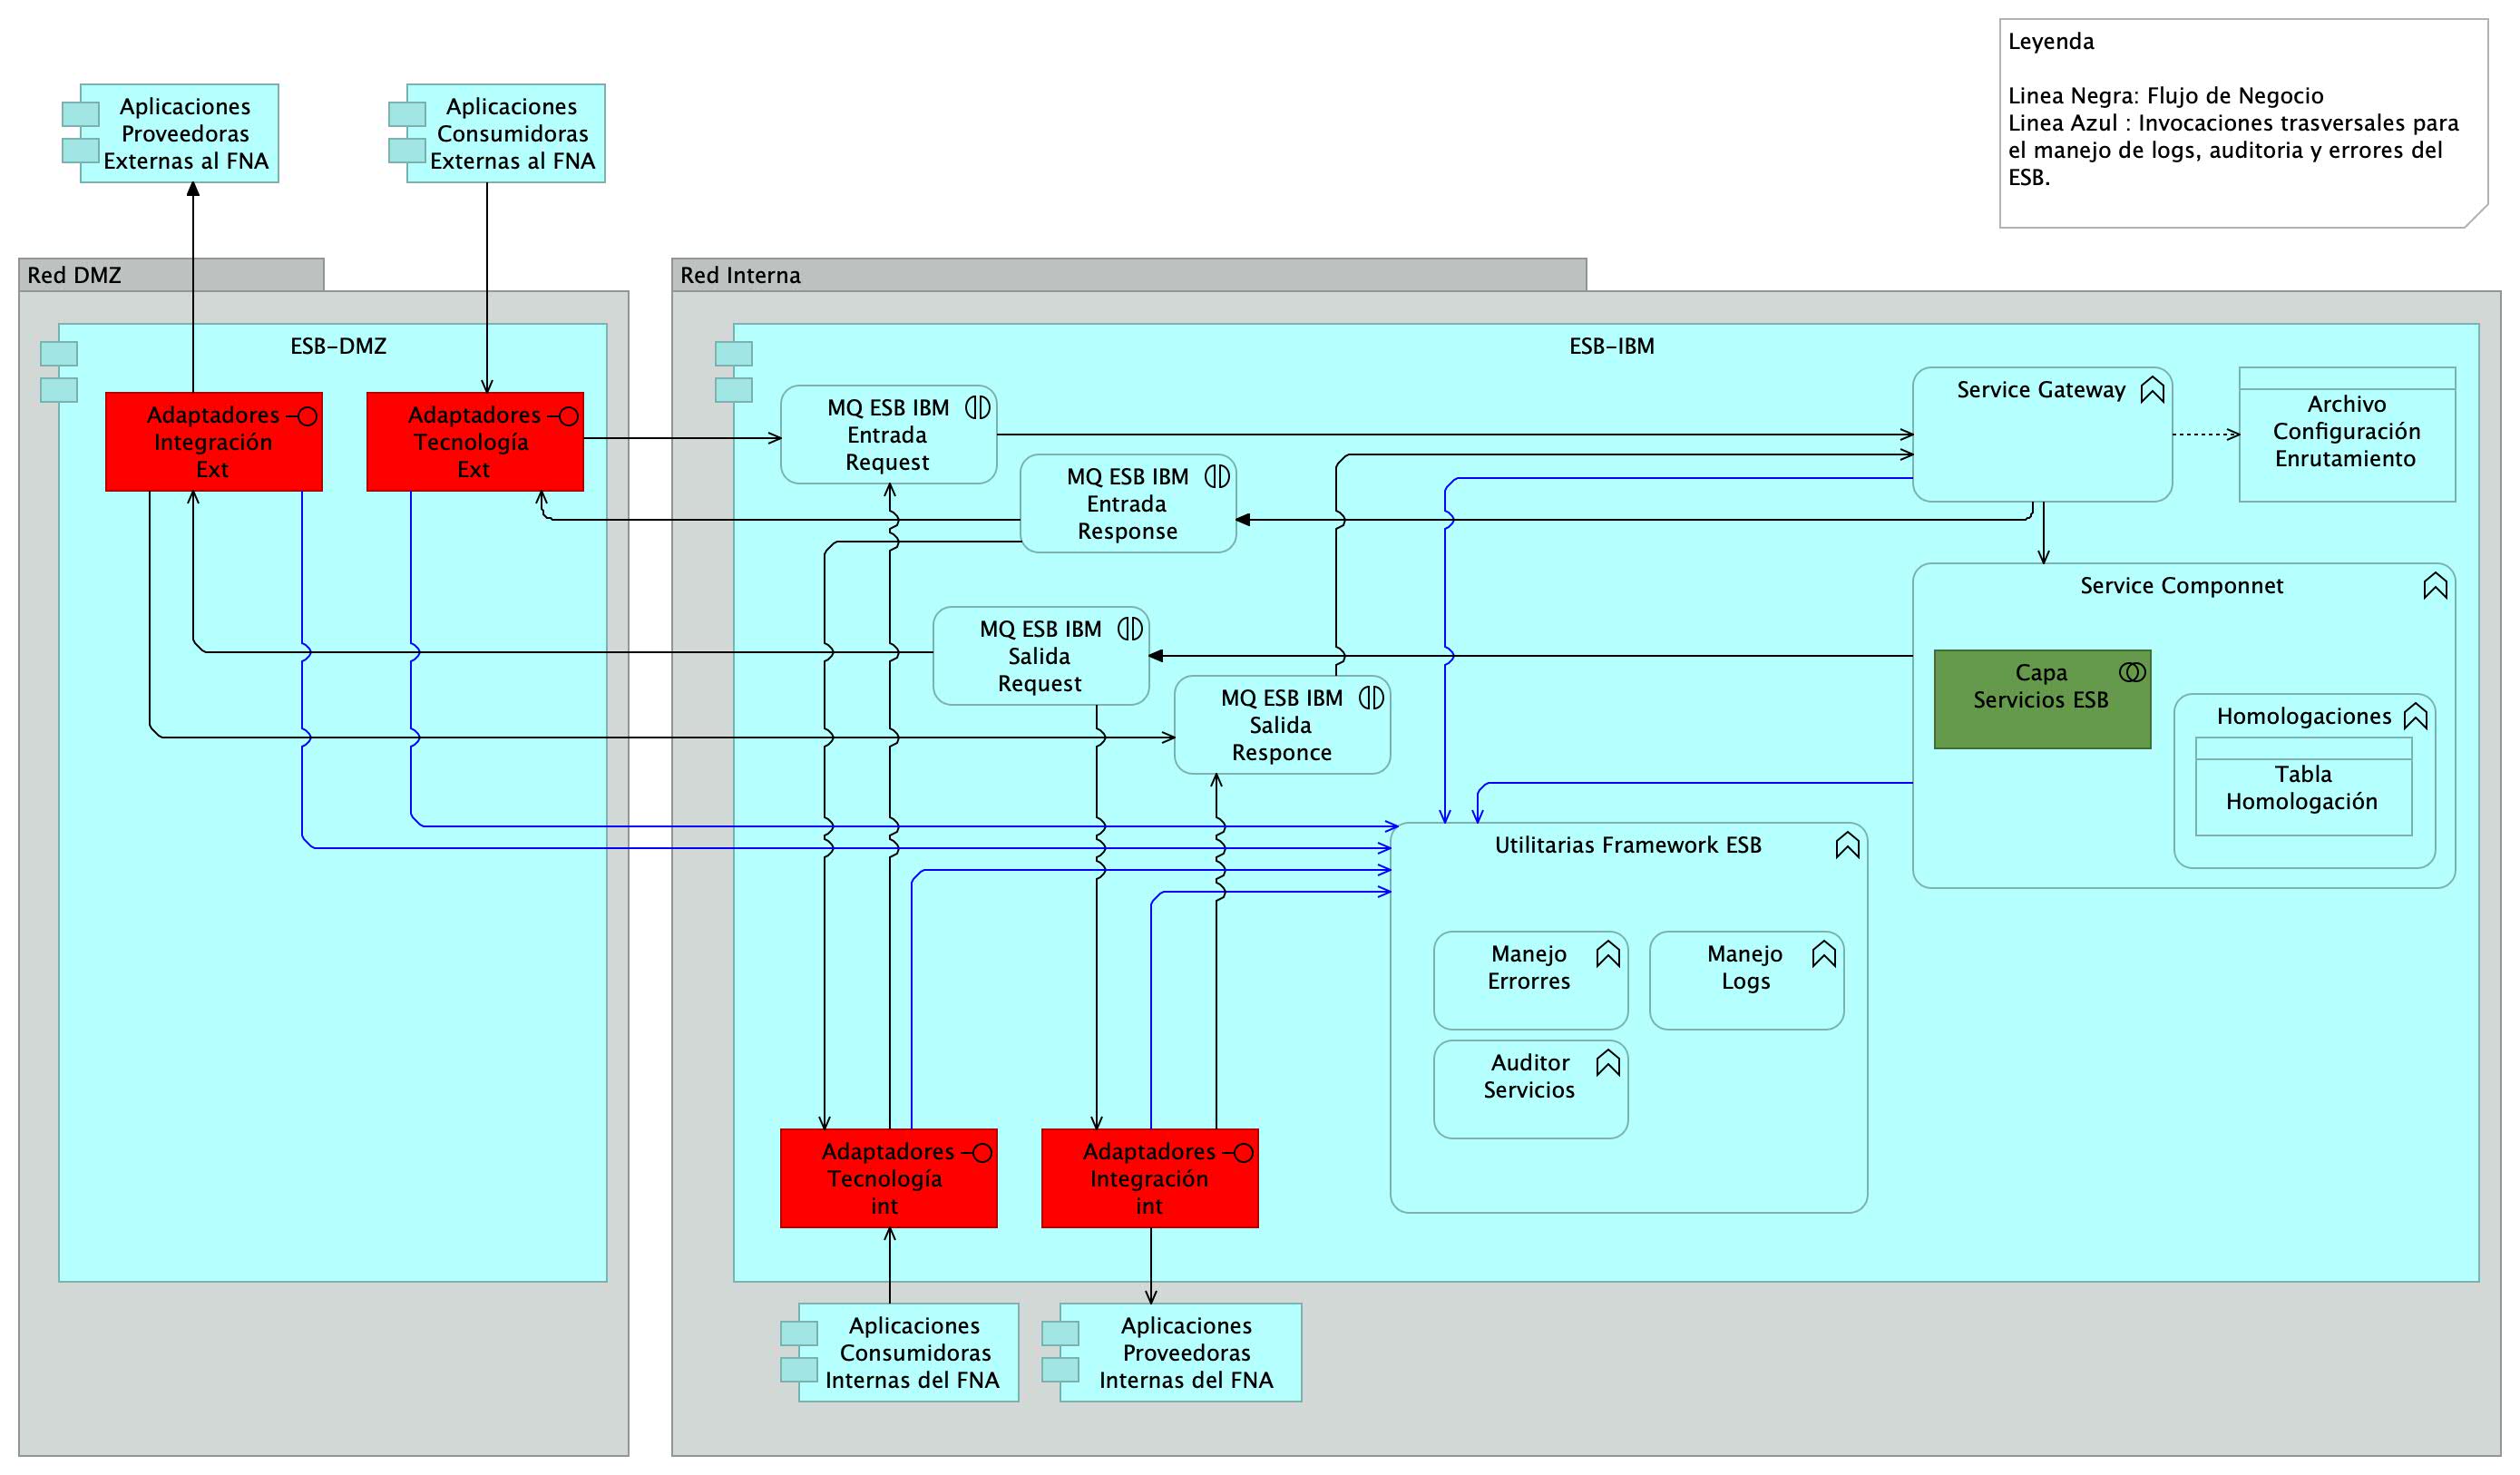 Leyenda
Linea Negra: Flujo de Negocio
Linea Azul : Invocaciones trasversales para
el manejo de logs, auditoria y errores del
ESB.
Aplicaciones
Proveedoras
Externas al FNA
Aplicaciones
Consumidoras
Externas al FNA
Red DMZ
ESB-DMZ
Adaptadores
Integración
Ext
Adaptadores
Tecnología
Ext
Red Interna
ESB-IBM
MQ ESB IBM
Entrada
Request
MQ ESB IBM
Entrada
Response
Service Gateway
Archivo
Configuración
Enrutamiento
MQ ESB IBM
Salida
Request
MQ ESB IBM
Salida
Responce
Service Componnet
Capa
Servicios ESB
Homologaciones
Tabla
Homologación
Utilitarias Framework ESB
Manejo
Errorres
Manejo
Logs
Auditor
Servicios
Adaptadores
Tecnología
int
Adaptadores
Integración
int
Aplicaciones
Consumidoras
Internas del FNA
Aplicaciones
Proveedoras
Internas del FNA